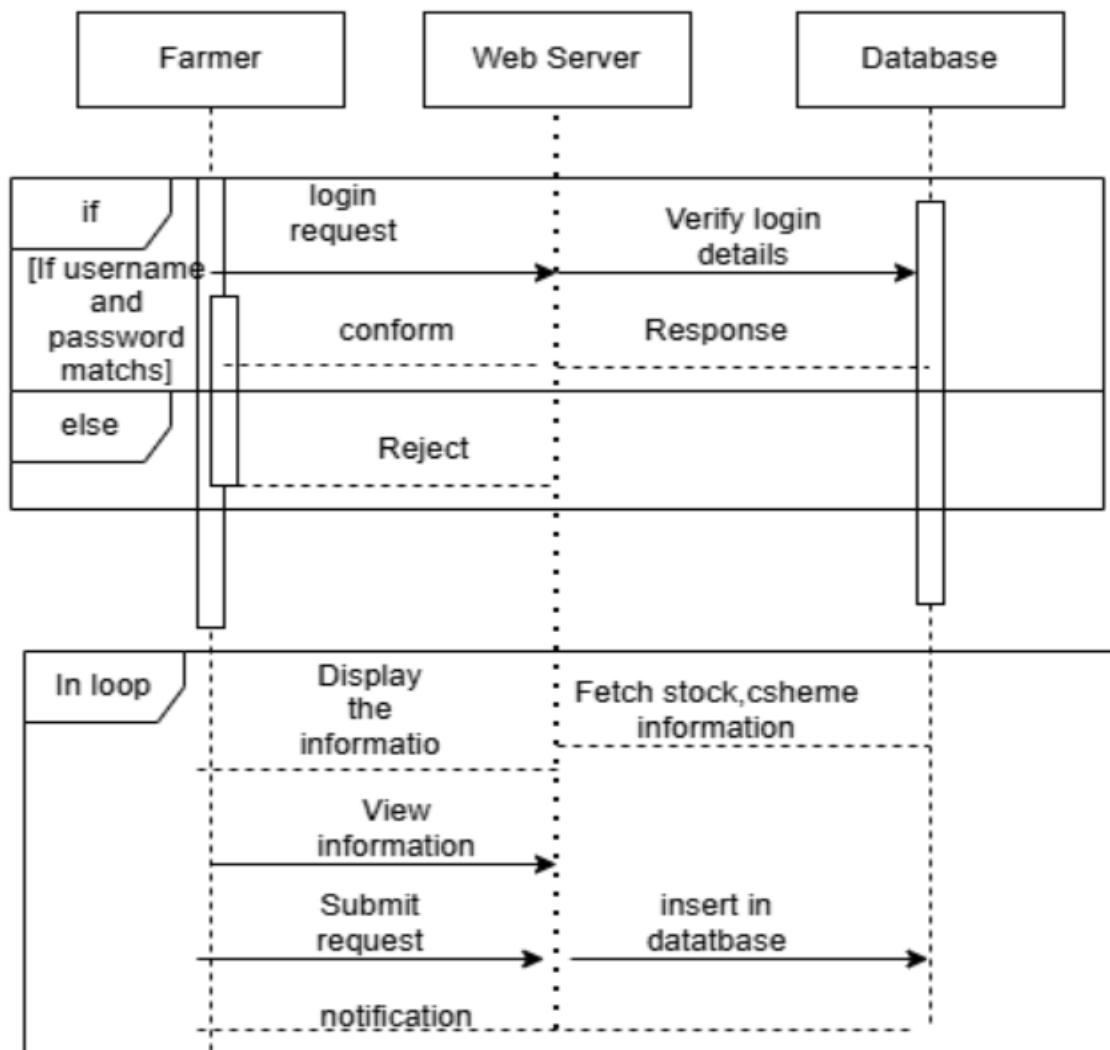 Farmer
Web Server
Database
if
login
request
Verify login
details
[If username
and
password
matchs]
conform
Response
else
Reject
In loop
Display
the
informatio
Fetch stock,csheme
information
View
information
Submit
request
insert in
datatbase
notification